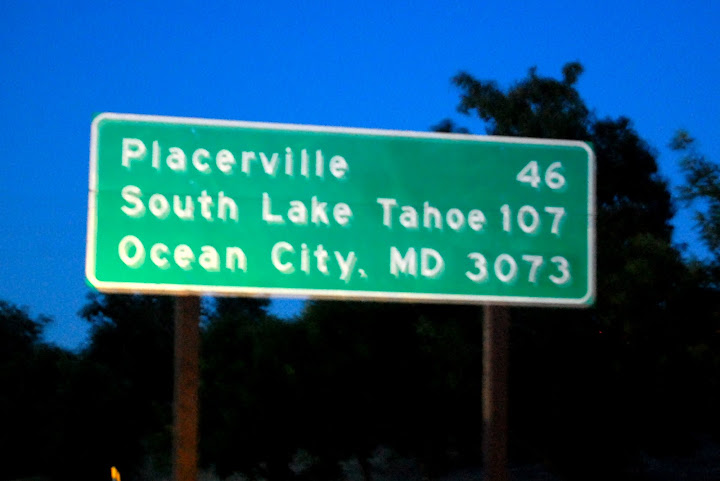 Placerville 46
South Lake Tahoe 107
Ocean City, MD 3073